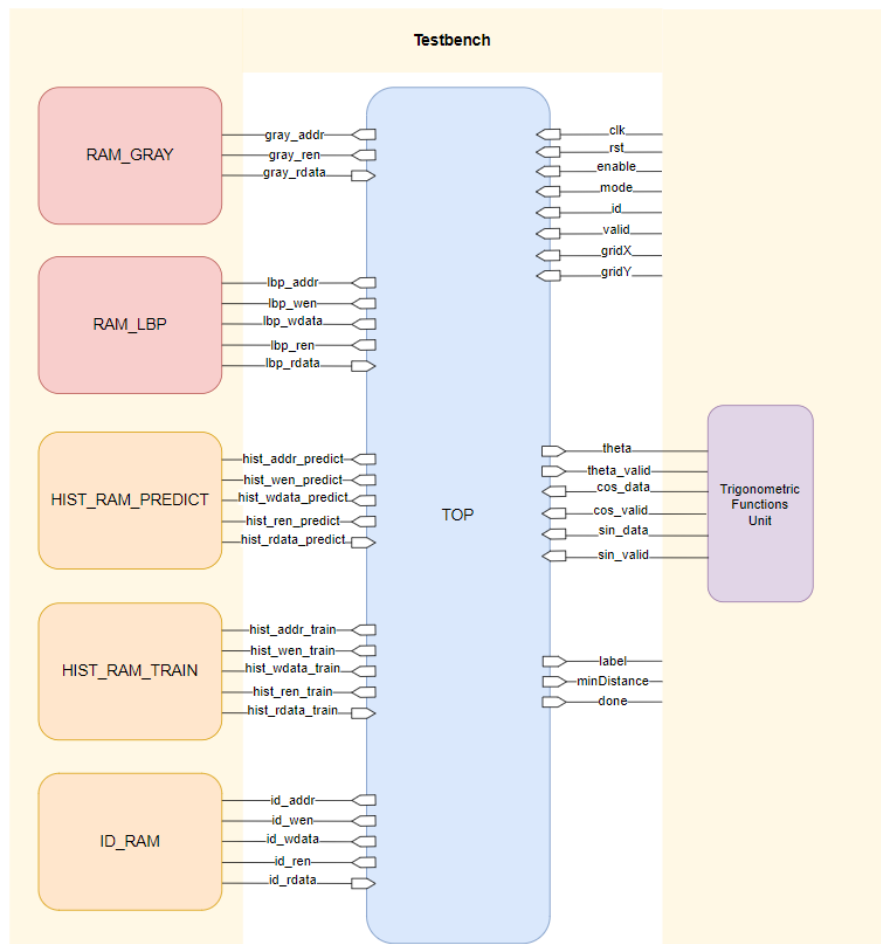 Testbench
RAM_GRAY
gray_addr
gray_ren
gray_rdata
RAM_LBP
lbp_addr
lbp_wen
lbp_wdata
lbp_ren
lbp_rdata
HIST_RAM_PREDICT
hist_addr_predict
hist_wen_predict
hist_wdata_predict
hist_ren_predict
hist_rdata_predict
HIST_RAM_TRAIN
hist_addr_train
hist_wen_train
hist_wdata_train
hist_ren_train
hist_rdata_train
ID_RAM
id_addr
id_wen
id_wdata
id_ren
id_rdata
TOP
clk
rst
enable
mode
id
valid
gridX
gridY
theta
theta_valid
cos_data
cos_valid
sin_data
sin_valid
Trigonometric
Functions
Unit
label
minDistance
done